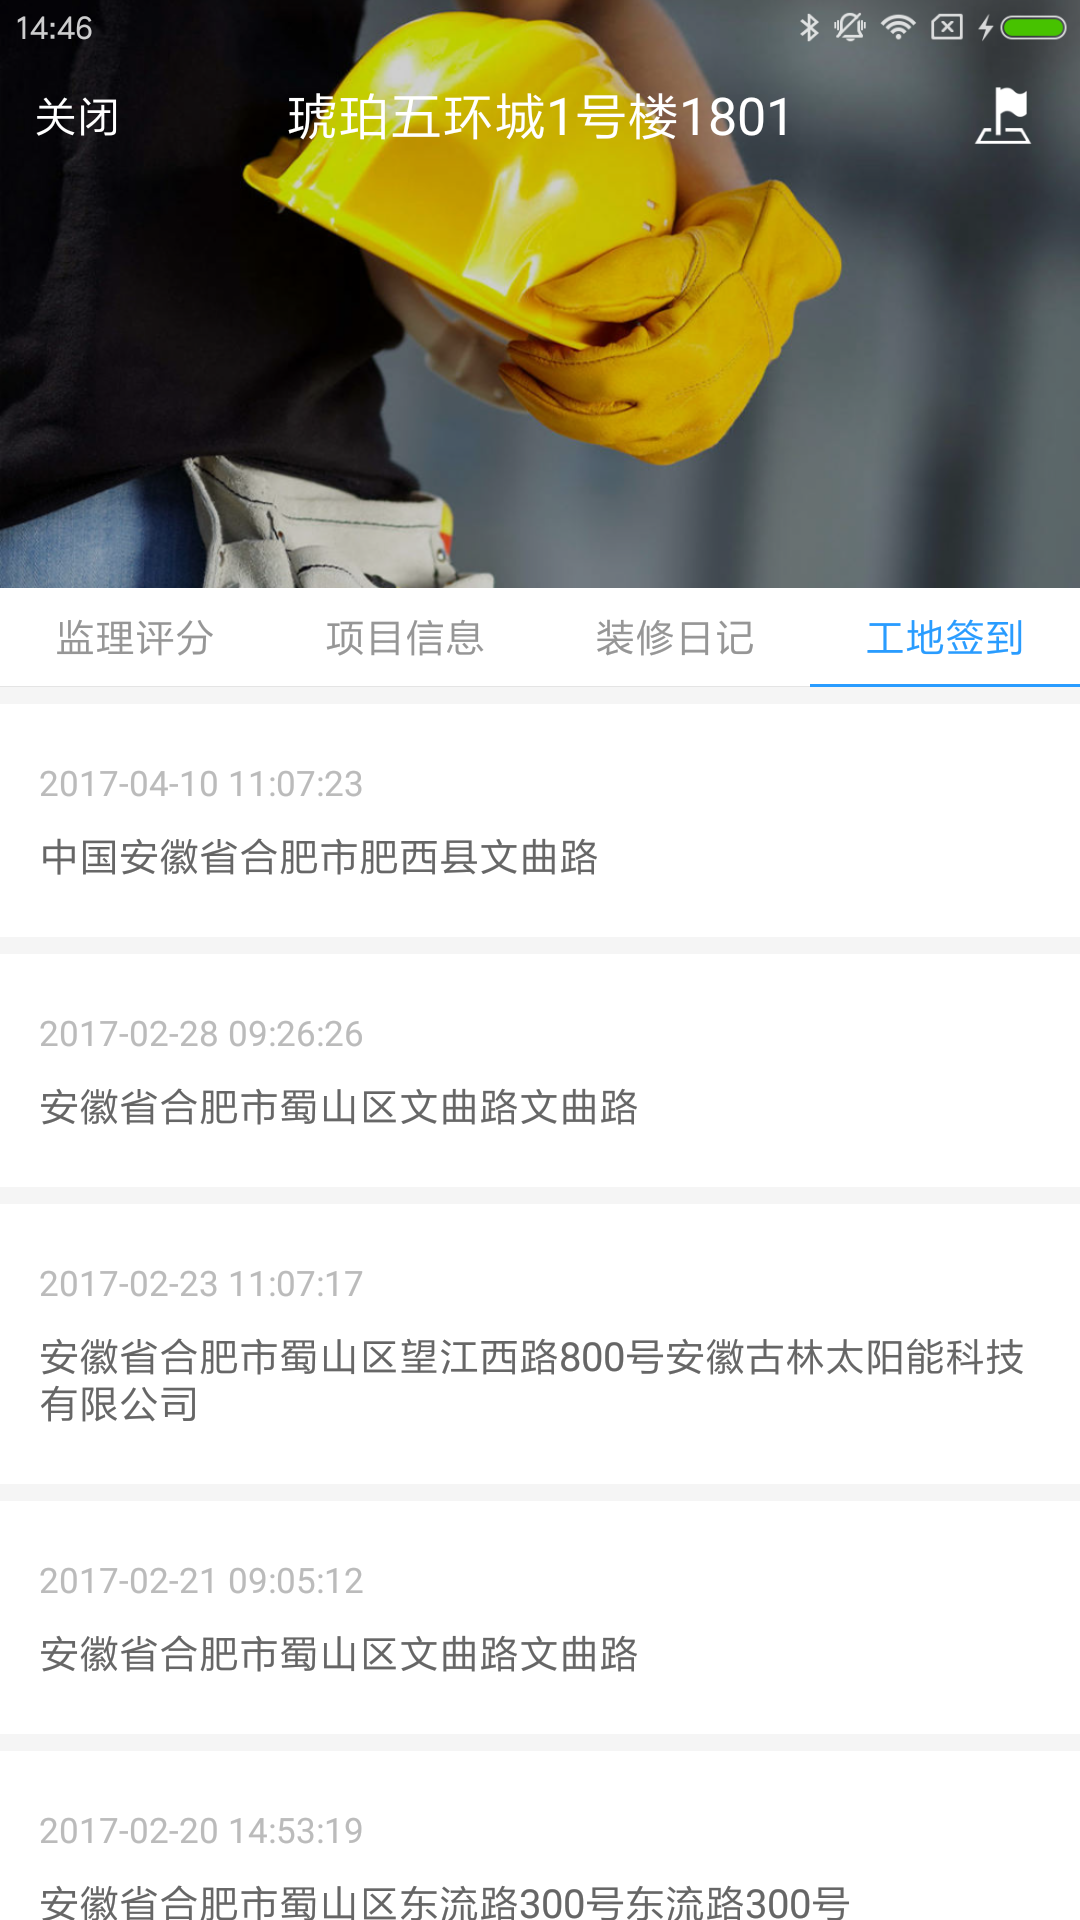 14:46
关闭
琥珀五环城1号楼1801
监理评分
项目信息
装修日记
工地签到
2017-04-10 11:07:23
中国安徽省合肥市肥西县文曲路
2017-02-28 09:26:26
安徽省合肥市蜀山区文曲路文曲路
2017-02-23 11:07:17
安徽省合肥市蜀山区望江西路800号安徽古林太阳能科技
有限公司
2017-02-21 09:05:12
安徽省合肥市蜀山区文曲路文曲路
2017-02-20 14:53:19
安徽省合肥市蜀山区东流路300号东流路300号